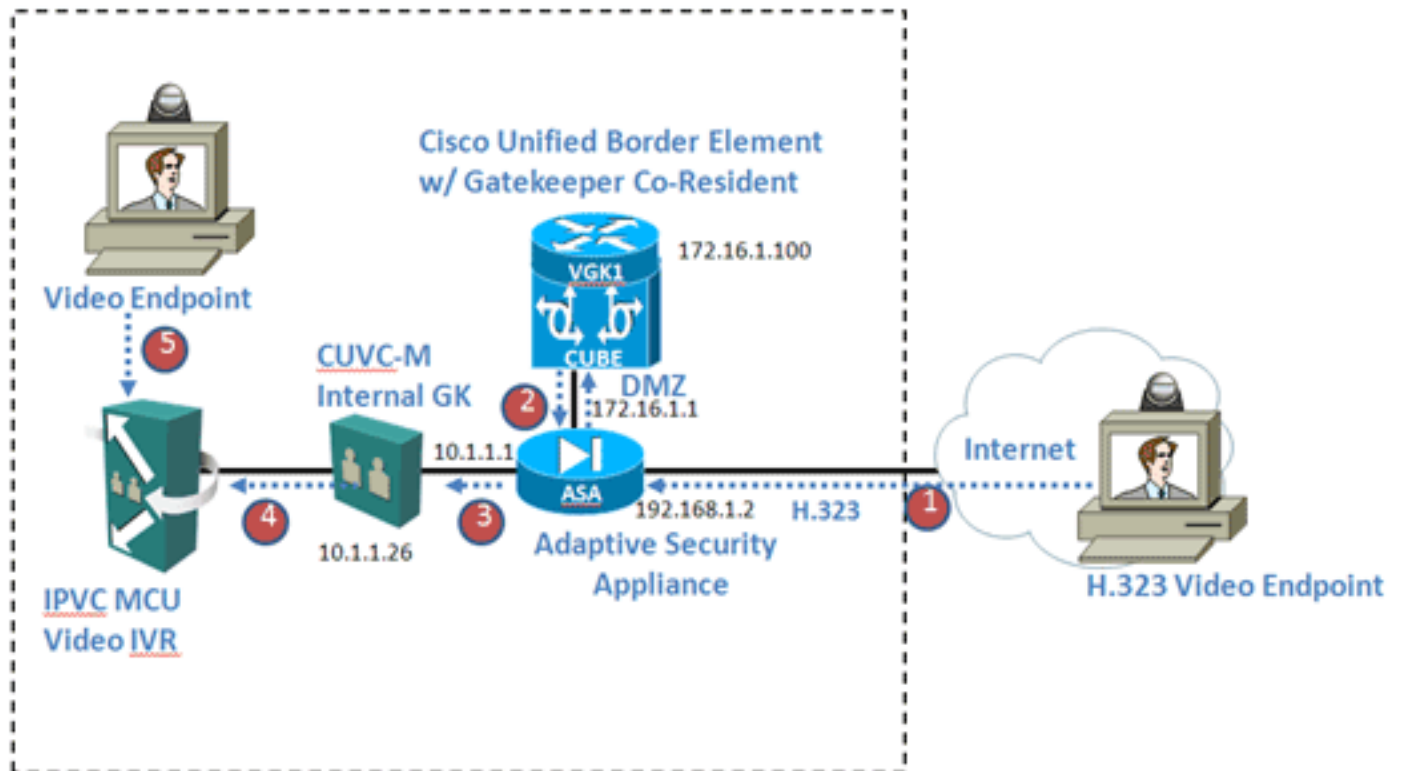 Cisco Unified Border Element
w/ Gatekeeper Co-Resident
172.16.1.100
VGK1
CUBE
Video Endpoint
5
CUVC-M
Internal GK
2
DMZ
172.16.1.1
10.1.1.1
ASA
192.168.1.2
H.323
1
Internet
4
3
10.1.1.26
Adaptive Security
Appliance
H.323 Video Endpoint
IPVC MCU
Video IVR